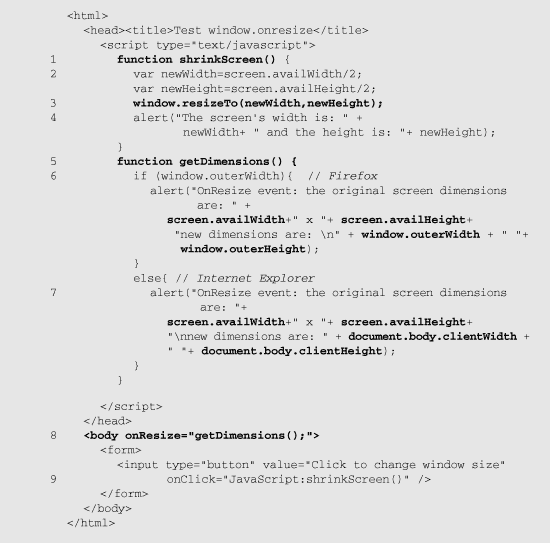 <html>
<head><title>Test window.onresize</title>
<script type="text/javascript">
1 function shrinkScreen() {
2 var newWidth=screen.availWidth/2;
var newHeight=screen.availHeight/2;
3 window.resizeTo(newWidth,newHeight);
4 alert("The screen's width is: " +
newWidth+ " and the height is: "+ newHeight);
}
5 function getDimensions() {
6 if (window.outerWidth){ // Firefox
alert("OnResize event: the original screen dimensions
are: " +
screen.availWidth+" x "+ screen.availHeight+
"new dimensions are: \n" + window.outerWidth + " "+
window.outerHeight);
}
else{ // Internet Explorer
7 alert("OnResize event: the original screen dimensions
are: "+
screen.availWidth+" x "+ screen.availHeight+
"\nnew dimensions are: " + document.body.clientWidth +
" "+ document.body.clientHeight);
}
}
</script>
</head>
8 <body onResize="getDimensions();">
<form>
<input type="button" value="Click to change window size"
9 onClick="JavaScript:shrinkScreen()" />
</form>
</body>
</html>